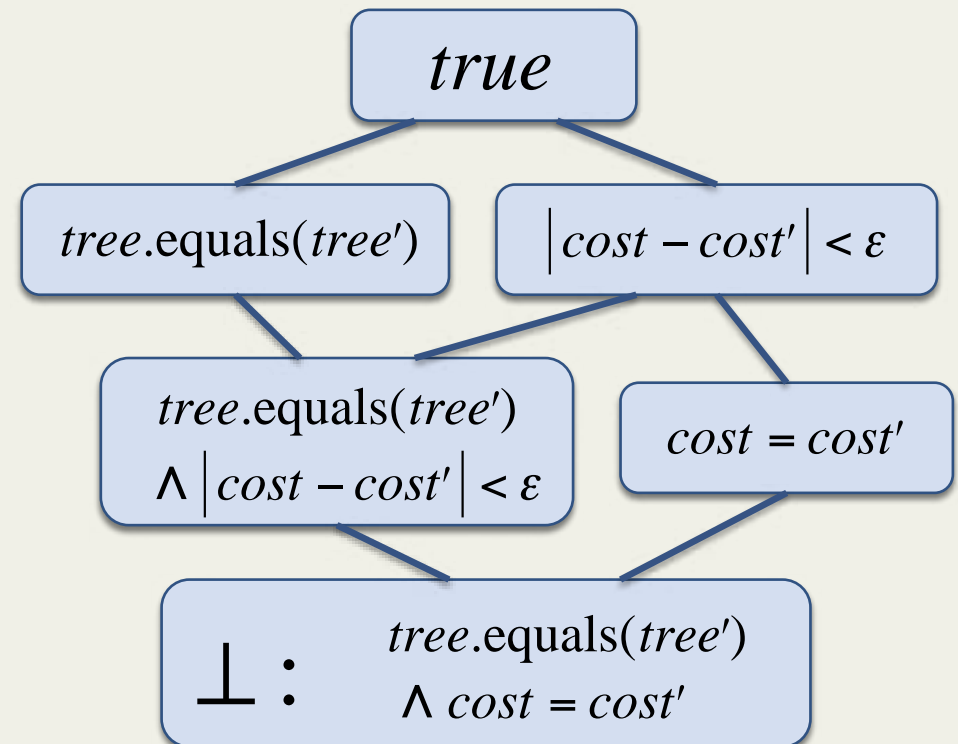 true
tree.equals(tree′)
|cost − cost′| < ε
tree.equals(tree′)
∧ |cost − cost′| < ε
cost = cost′
⊥ :
tree.equals(tree′)
∧ cost = cost′